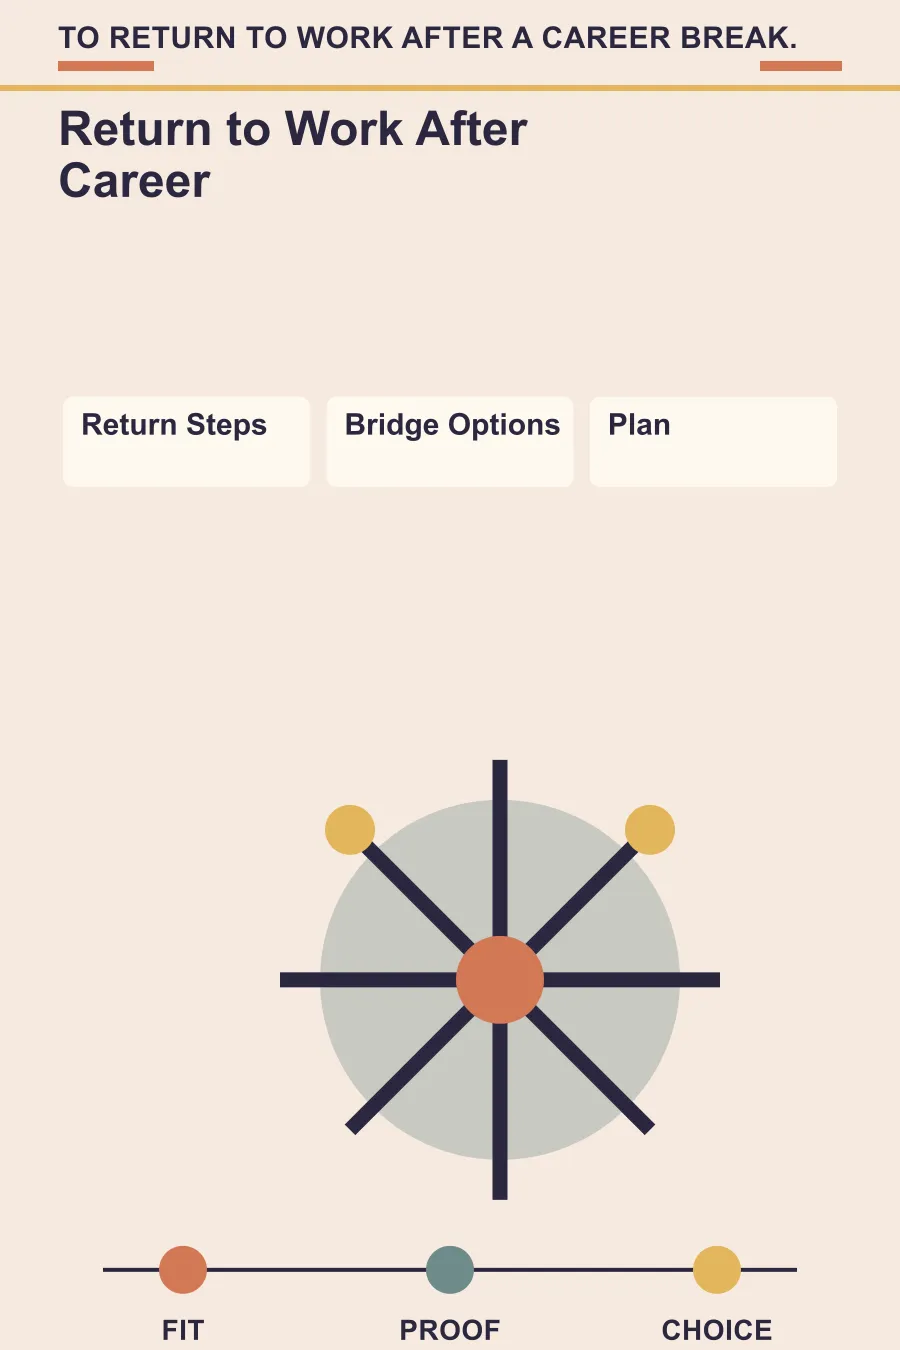 TO RETURN TO WORK AFTER A CAREER BREAK.
Return to Work After
Career
Return Steps
Bridge Options
Plan
FIT
PROOF
CHOICE